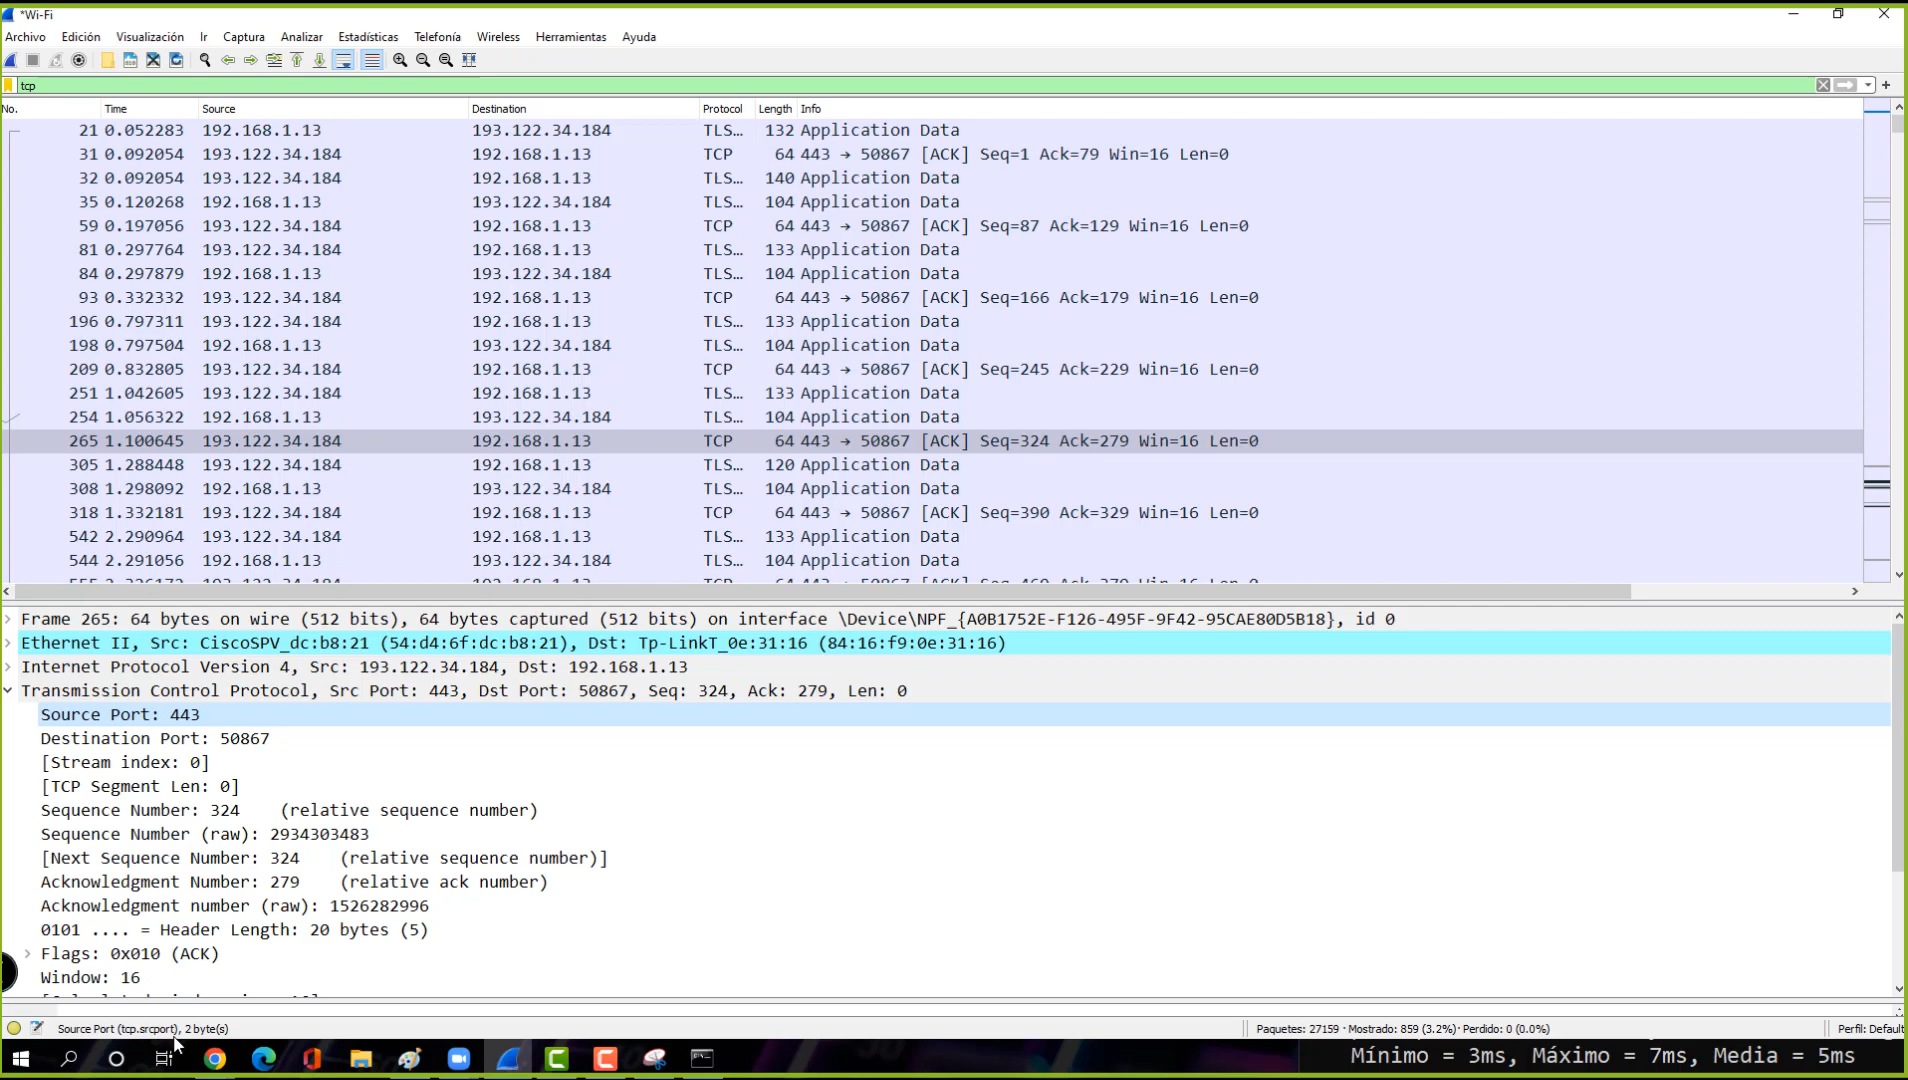 *Wi-Fi
Archivo Edición Visualización Ir Captura Analizar Estadísticas Telefonía Wireless Herramientas Ayuda
tcp
No. Time Source Destination Protocol Length Info
21 0.052283 192.168.1.13 193.122.34.184 TLS… 132 Application Data
31 0.092054 193.122.34.184 192.168.1.13 TCP 64 443 → 50867 [ACK] Seq=1 Ack=79 Win=16 Len=0
32 0.092054 193.122.34.184 192.168.1.13 TLS… 140 Application Data
35 0.120268 192.168.1.13 193.122.34.184 TLS… 104 Application Data
59 0.197056 193.122.34.184 192.168.1.13 TCP 64 443 → 50867 [ACK] Seq=87 Ack=129 Win=16 Len=0
81 0.297764 193.122.34.184 192.168.1.13 TLS… 133 Application Data
84 0.297879 192.168.1.13 193.122.34.184 TLS… 104 Application Data
93 0.332332 193.122.34.184 192.168.1.13 TCP 64 443 → 50867 [ACK] Seq=166 Ack=179 Win=16 Len=0
196 0.797311 193.122.34.184 192.168.1.13 TLS… 133 Application Data
198 0.797504 192.168.1.13 193.122.34.184 TLS… 104 Application Data
209 0.832805 193.122.34.184 192.168.1.13 TCP 64 443 → 50867 [ACK] Seq=245 Ack=229 Win=16 Len=0
251 1.042605 193.122.34.184 192.168.1.13 TLS… 133 Application Data
254 1.056322 192.168.1.13 193.122.34.184 TLS… 104 Application Data
265 1.100645 193.122.34.184 192.168.1.13 TCP 64 443 → 50867 [ACK] Seq=324 Ack=279 Win=16 Len=0
305 1.288448 193.122.34.184 192.168.1.13 TLS… 120 Application Data
308 1.298092 192.168.1.13 193.122.34.184 TLS… 104 Application Data
318 1.332181 193.122.34.184 192.168.1.13 TCP 64 443 → 50867 [ACK] Seq=390 Ack=329 Win=16 Len=0
542 2.290964 193.122.34.184 192.168.1.13 TLS… 133 Application Data
544 2.291056 192.168.1.13 193.122.34.184 TLS… 104 Application Data
Frame 265: 64 bytes on wire (512 bits), 64 bytes captured (512 bits) on interface \Device\NPF_{A0B1752E-F126-495F-9F42-95CAE80D5B18}, id 0
Ethernet II, Src: CiscoSPV_dc:b8:21 (54:d4:6f:dc:b8:21), Dst: Tp-LinkT_0e:31:16 (84:16:f9:0e:31:16)
Internet Protocol Version 4, Src: 193.122.34.184, Dst: 192.168.1.13
Transmission Control Protocol, Src Port: 443, Dst Port: 50867, Seq: 324, Ack: 279, Len: 0
Source Port: 443
Destination Port: 50867
[Stream index: 0]
[TCP Segment Len: 0]
Sequence Number: 324 (relative sequence number)
Sequence Number (raw): 2934303483
[Next Sequence Number: 324 (relative sequence number)]
Acknowledgment Number: 279 (relative ack number)
Acknowledgment number (raw): 1526282996
0101 .... = Header Length: 20 bytes (5)
Flags: 0x010 (ACK)
Window: 16
Source Port (tcp.srcport), 2 byte(s) Paquetes: 27159 · Mostrado: 859 (3.2%) · Perdido: 0 (0.0%) Perfil: Default
Mínimo = 3ms, Máximo = 7ms, Media = 5ms